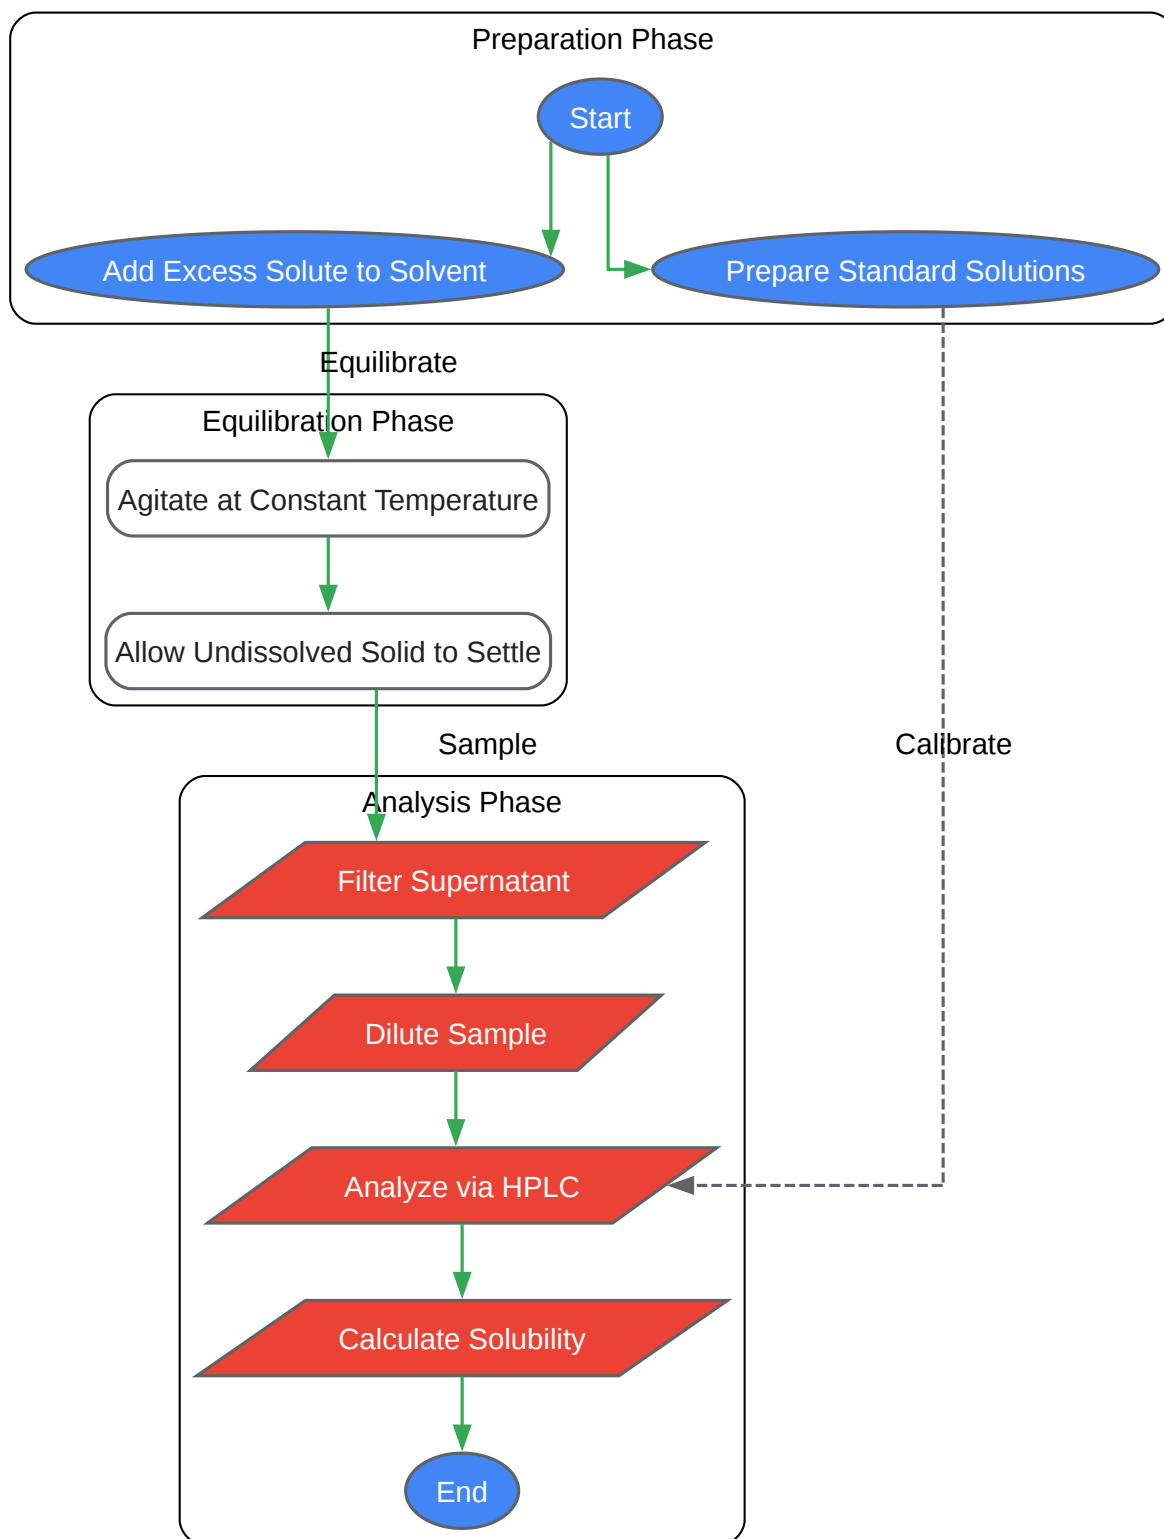 Preparation Phase
Start
Add Excess Solute to Solvent
Prepare Standard Solutions
Equilibrate
Equilibration Phase
Agitate at Constant Temperature
Allow Undissolved Solid to Settle
Sample
Calibrate
Analysis Phase
Filter Supernatant
Dilute Sample
Analyze via HPLC
Calculate Solubility
End